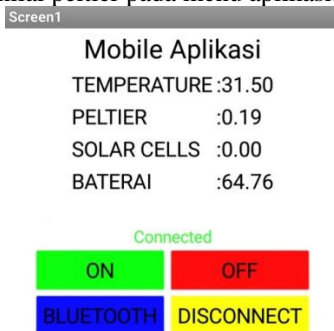 Screen1
Mobile Aplikasi
TEMPERATURE :31.50
PELTIER :0.19
SOLAR CELLS :0.00
BATERAI :64.76
Connected
ON OFF
BLUETOOTH DISCONNECT